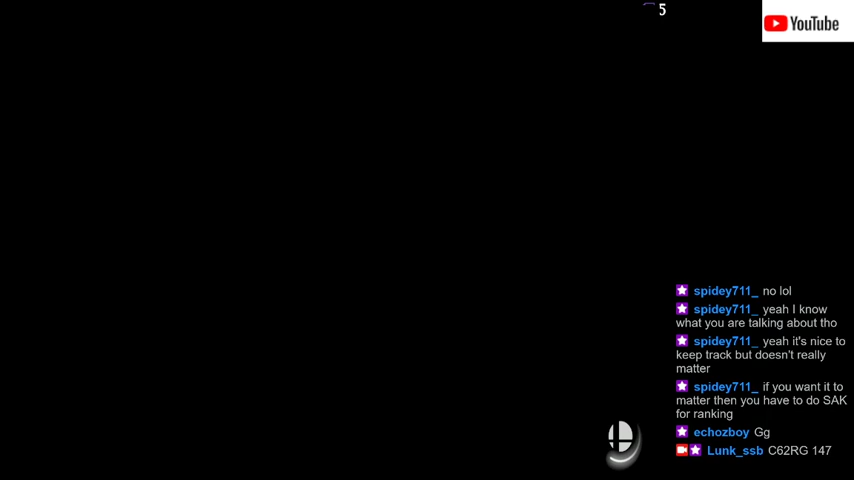 5
YouTube
spidey711_ no lol
spidey711_ yeah I know
what you are talking about tho
spidey711_ yeah it's nice to
keep track but doesn't really
matter
spidey711_ if you want it to
matter then you have to do SAK
for ranking
echozboy Gg
Lunk_ssb C62RG 147